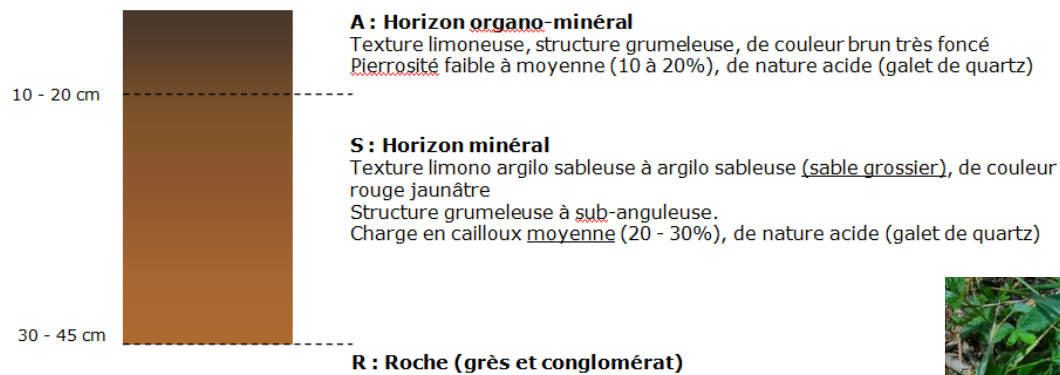 A : Horizon organo-minéral
Texture limoneuse, structure grumeleuse, de couleur brun très foncé
Pierrosité faible à moyenne (10 à 20%), de nature acide (galet de quartz)
10 - 20 cm
S : Horizon minéral
Texture limono argilo sableuse à argilo sableuse (sable grossier), de couleur
rouge jaunâtre
Structure grumeleuse à sub-anguleuse.
Charge en cailloux moyenne (20 - 30%), de nature acide (galet de quartz)
30 - 45 cm
R : Roche (grès et conglomérat)